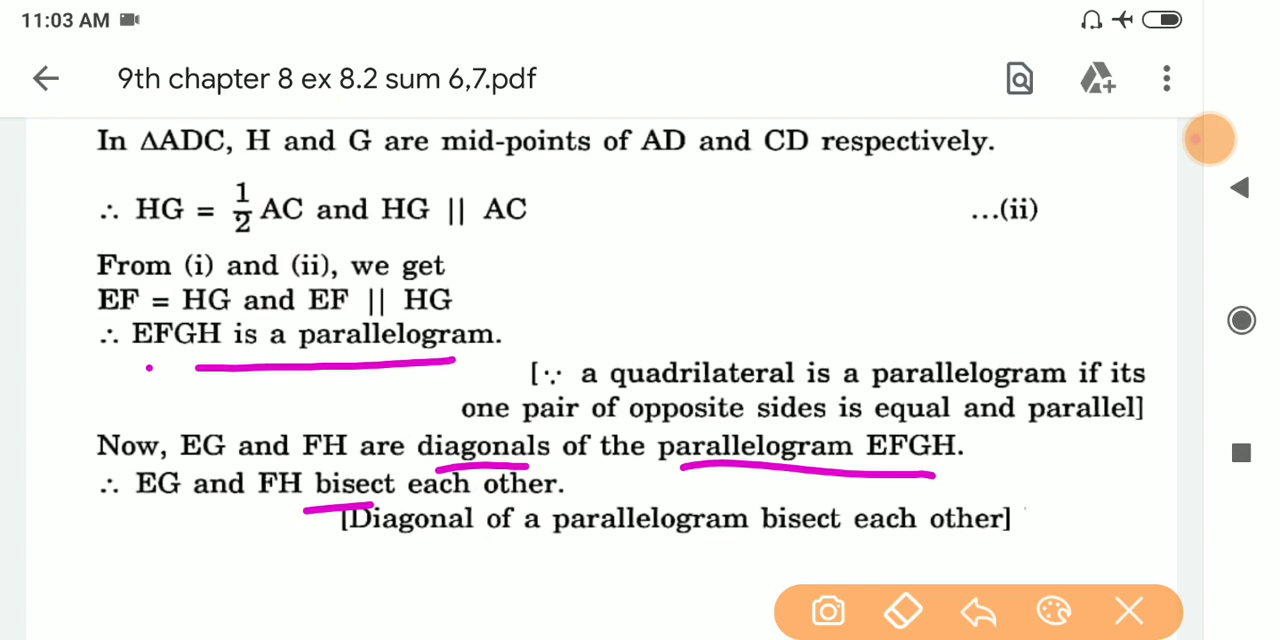 11:03 AM
9th chapter 8 ex 8.2 sum 6,7.pdf
In ΔADC, H and G are mid-points of AD and CD respectively.
∴ HG = 1/2 AC and HG || AC ...(ii)
From (i) and (ii), we get
EF = HG and EF || HG
∴ EFGH is a parallelogram.
[∵ a quadrilateral is a parallelogram if its
one pair of opposite sides is equal and parallel]
Now, EG and FH are diagonals of the parallelogram EFGH.
∴ EG and FH bisect each other.
[Diagonal of a parallelogram bisect each other]